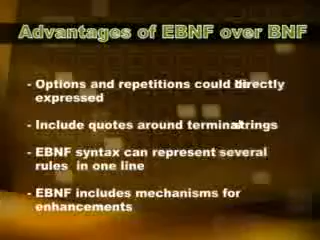 Advantages of EBNF over BNF
- Options and repetitions could be directly
expressed
- Include quotes around terminal strings
- EBNF syntax can represent several
rules in one line
- EBNF includes mechanisms for
enhancements